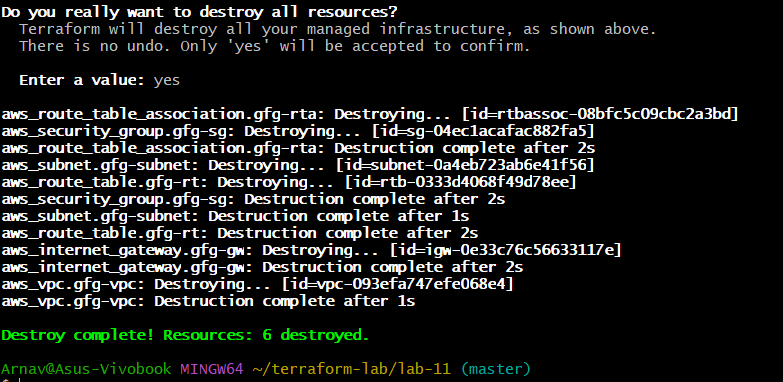 Do you really want to destroy all resources?
Terraform will destroy all your managed infrastructure, as shown above.
There is no undo. Only 'yes' will be accepted to confirm.
Enter a value: yes
aws_route_table_association.gfg-rta: Destroying... [id=rtbassoc-08bfc5c09cbc2a3bd]
aws_security_group.gfg-sg: Destroying... [id=sg-04ec1acafac882fa5]
aws_route_table_association.gfg-rta: Destruction complete after 2s
aws_subnet.gfg-subnet: Destroying... [id=subnet-0a4eb723ab6e41f56]
aws_route_table.gfg-rt: Destroying... [id=rtb-0333d4068f49d78ee]
aws_security_group.gfg-sg: Destruction complete after 2s
aws_subnet.gfg-subnet: Destruction complete after 1s
aws_route_table.gfg-rt: Destruction complete after 2s
aws_internet_gateway.gfg-gw: Destroying... [id=igw-0e33c76c56633117e]
aws_internet_gateway.gfg-gw: Destruction complete after 2s
aws_vpc.gfg-vpc: Destroying... [id=vpc-093efa747efe068e4]
aws_vpc.gfg-vpc: Destruction complete after 1s
Destroy complete! Resources: 6 destroyed.
Arnav@Asus-Vivobook MINGW64 ~/terraform-lab/lab-11 (master)
$